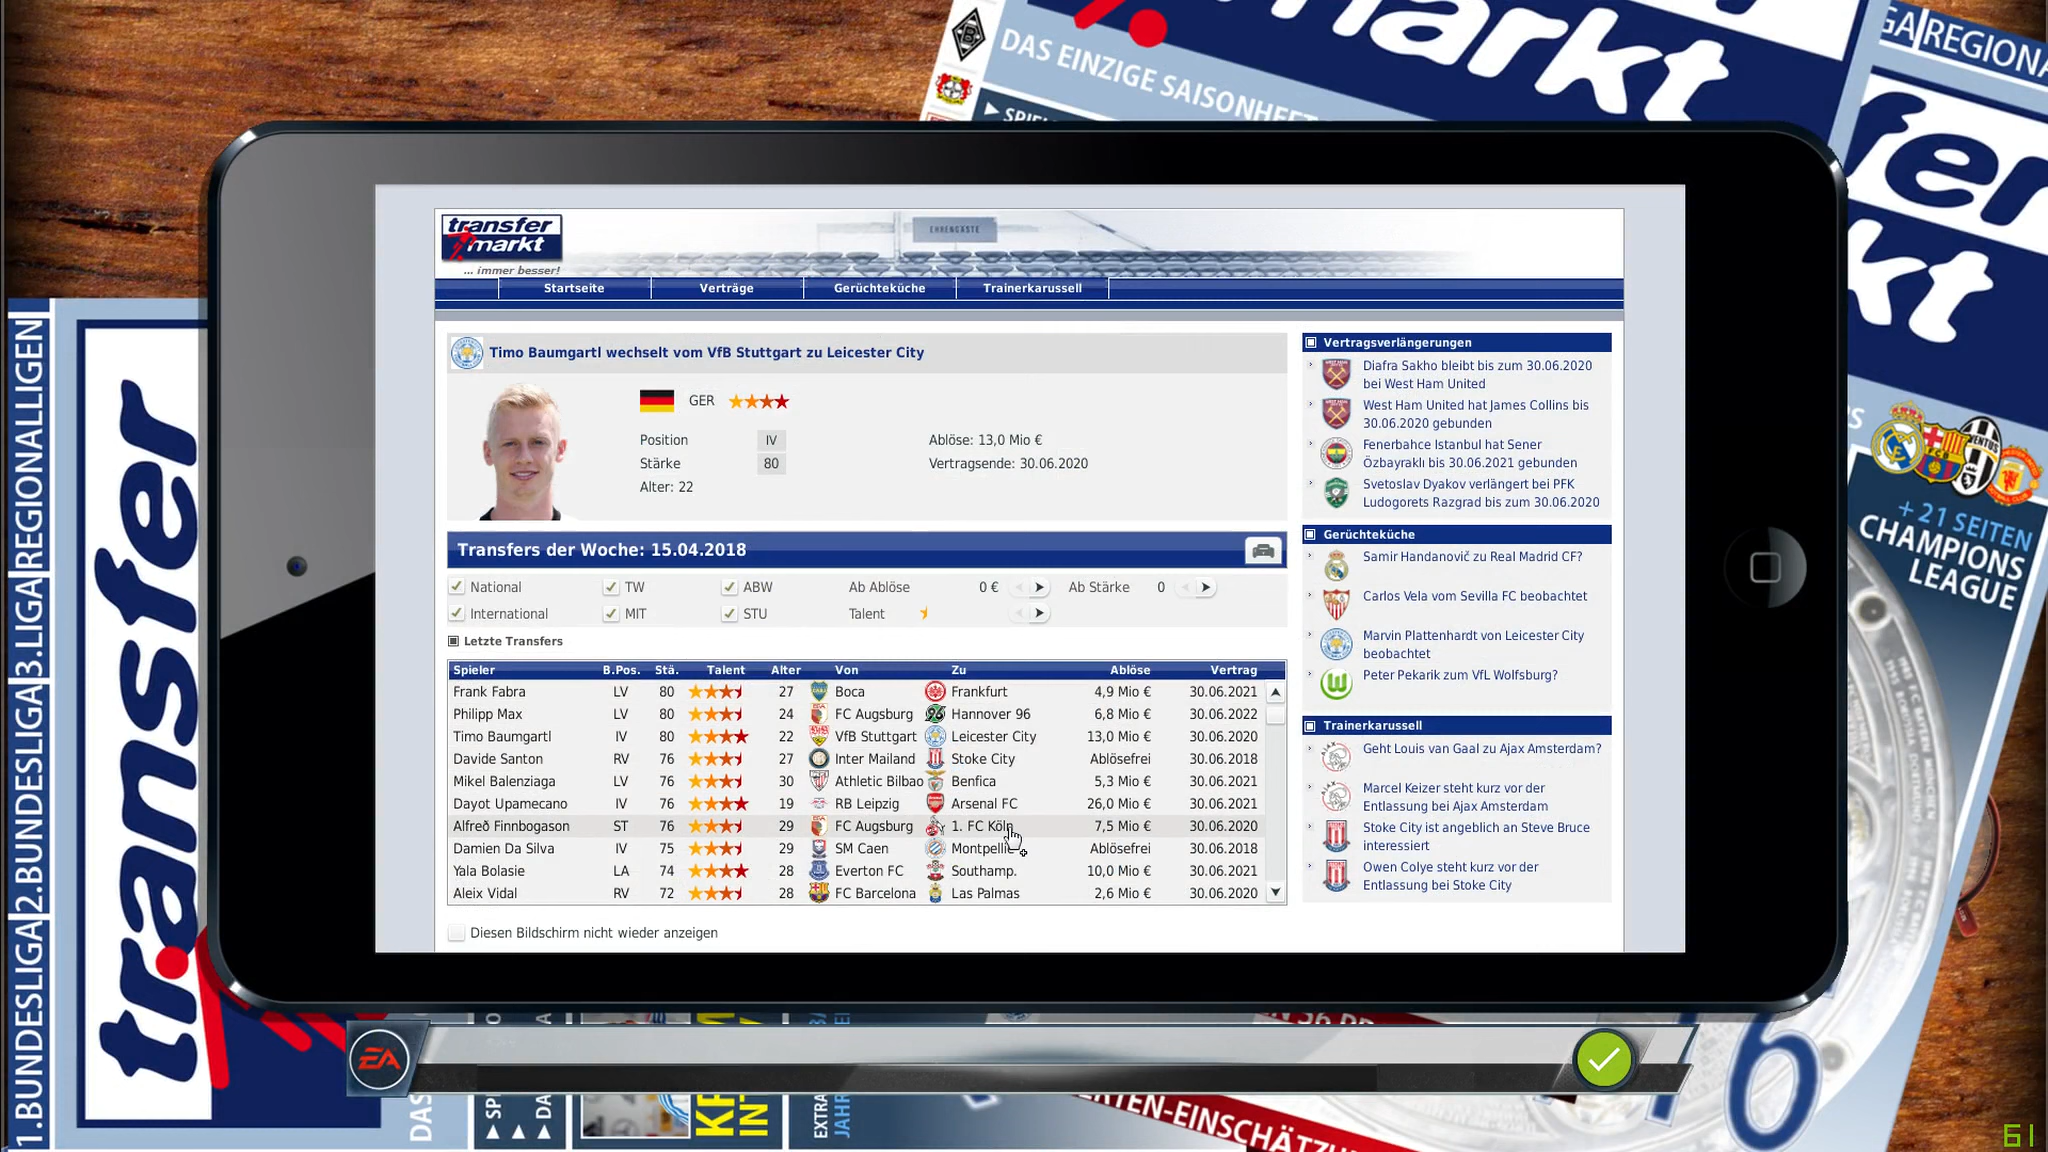 GA|REGIONA
markt
DAS EINZIGE SAISONHEFT
transfer
markt
... immer besser!
EHRENGÄSTE
Startseite
Verträge
Gerüchteküche
Trainerkarussell
Timo Baumgartl wechselt vom VfB Stuttgart zu Leicester City
GER
Position IV
Stärke 80
Alter: 22
Ablöse: 13,0 Mio €
Vertragsende: 30.06.2020
Transfers der Woche: 15.04.2018
National TW ABW Ab Ablöse 0 € Ab Stärke 0
International MIT STU Talent
Letzte Transfers
Spieler B.Pos. Stä. Talent Alter Von Zu Ablöse Vertrag
Frank Fabra LV 80 27 Boca Frankfurt 4,9 Mio € 30.06.2021
Philipp Max LV 80 24 FC Augsburg Hannover 96 6,8 Mio € 30.06.2022
Timo Baumgartl IV 80 22 VfB Stuttgart Leicester City 13,0 Mio € 30.06.2020
Davide Santon RV 76 27 Inter Mailand Stoke City Ablösefrei 30.06.2018
Mikel Balenziaga LV 76 30 Athletic Bilbao Benfica 5,3 Mio € 30.06.2021
Dayot Upamecano IV 76 19 RB Leipzig Arsenal FC 26,0 Mio € 30.06.2021
Alfreð Finnbogason ST 76 29 FC Augsburg 1. FC Köln 7,5 Mio € 30.06.2020
Damien Da Silva IV 75 29 SM Caen Montpellie Ablösefrei 30.06.2018
Yala Bolasie LA 74 28 Everton FC Southamp. 10,0 Mio € 30.06.2021
Aleix Vidal RV 72 28 FC Barcelona Las Palmas 2,6 Mio € 30.06.2020
Diesen Bildschirm nicht wieder anzeigen
Vertragsverlängerungen
Diafra Sakho bleibt bis zum 30.06.2020
bei West Ham United
West Ham United hat James Collins bis
30.06.2020 gebunden
Fenerbahce Istanbul hat Sener
Özbayraklı bis 30.06.2021 gebunden
Svetoslav Dyakov verlängert bei PFK
Ludogorets Razgrad bis zum 30.06.2020
Gerüchteküche
Samir Handanovič zu Real Madrid CF?
Carlos Vela vom Sevilla FC beobachtet
Marvin Plattenhardt von Leicester City
beobachtet
Peter Pekarik zum VfL Wolfsburg?
Trainerkarussell
Geht Louis van Gaal zu Ajax Amsterdam?
Marcel Keizer steht kurz vor der
Entlassung bei Ajax Amsterdam
Stoke City ist angeblich an Steve Bruce
interessiert
Owen Colye steht kurz vor der
Entlassung bei Stoke City
+ 21 SEITEN
CHAMPIONS
LEAGUE
1.BUNDESLIGA|2.BUNDESLIGA|3.LIGA|REGIONALLIGEN
transfer
DAS
EA
EXTRA
JAHR
ERTEN-EINSCHÄTZU
16
61